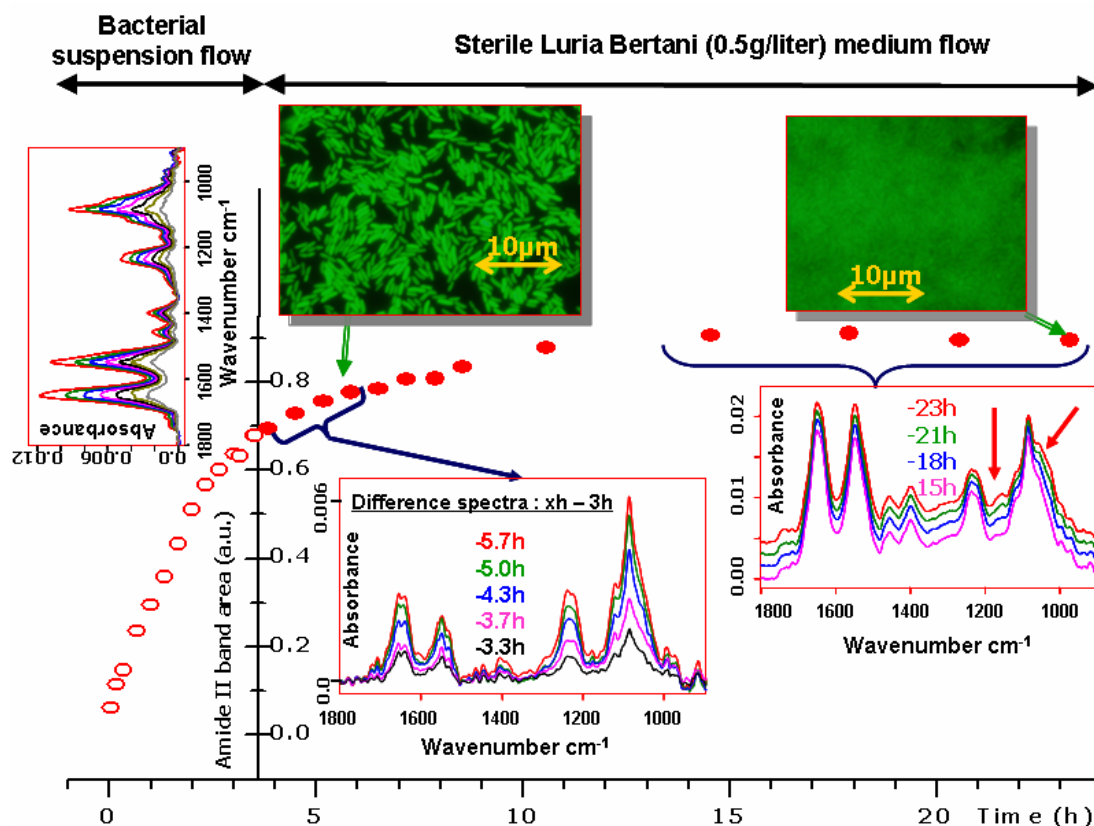 Bacterial
suspension flow
Sterile Luria Bertani (0.5g/liter) medium flow
10µm
10µm
1000
1200
1400
1600
1800
Wavenumber cm-1
Absorbance
0.012
0.006
0.0
0.8
0.6
0.4
0.2
0.0
Amide II band area (a.u.)
Difference spectra : xh – 3h
-5.7h
-5.0h
-4.3h
-3.7h
-3.3h
Absorbance
0.006
0.0
1800
1600
1400
1200
1000
Wavenumber cm-1
-23h
-21h
-18h
-15h
Absorbance
0.02
0.01
0.00
1800
1600
1400
1200
1000
Wavenumber cm-1
0
5
10
15
20
Time (h)